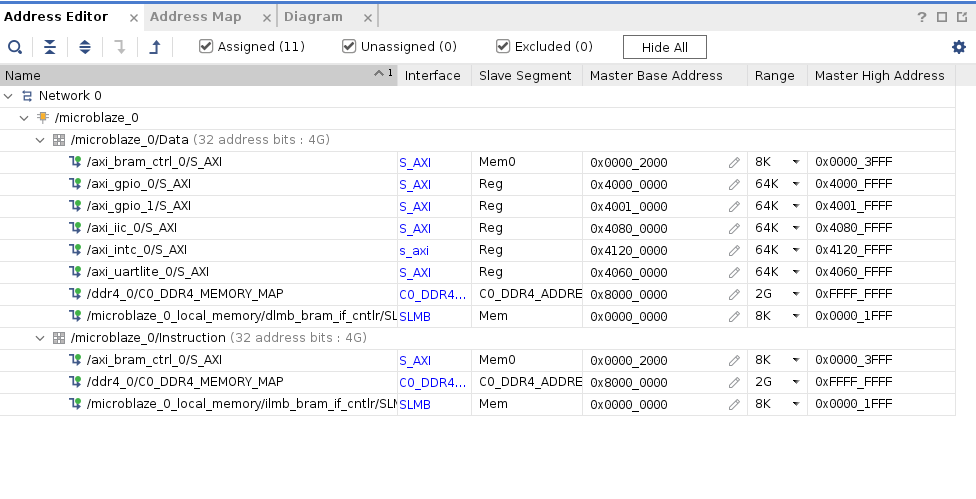 Address Editor × Address Map × Diagram × ?
Assigned (11) Unassigned (0) Excluded (0) Hide All
Name 1 Interface Slave Segment Master Base Address Range Master High Address
Network 0
/microblaze_0
/microblaze_0/Data (32 address bits : 4G)
/axi_bram_ctrl_0/S_AXI S_AXI Mem0 0x0000_2000 8K 0x0000_3FFF
/axi_gpio_0/S_AXI S_AXI Reg 0x4000_0000 64K 0x4000_FFFF
/axi_gpio_1/S_AXI S_AXI Reg 0x4001_0000 64K 0x4001_FFFF
/axi_iic_0/S_AXI S_AXI Reg 0x4080_0000 64K 0x4080_FFFF
/axi_intc_0/S_AXI s_axi Reg 0x4120_0000 64K 0x4120_FFFF
/axi_uartlite_0/S_AXI S_AXI Reg 0x4060_0000 64K 0x4060_FFFF
/ddr4_0/C0_DDR4_MEMORY_MAP C0_DDR4... C0_DDR4_ADDRE 0x8000_0000 2G 0xFFFF_FFFF
/microblaze_0_local_memory/dlmb_bram_if_cntlr/SL SLMB Mem 0x0000_0000 8K 0x0000_1FFF
/microblaze_0/Instruction (32 address bits : 4G)
/axi_bram_ctrl_0/S_AXI S_AXI Mem0 0x0000_2000 8K 0x0000_3FFF
/ddr4_0/C0_DDR4_MEMORY_MAP C0_DDR4... C0_DDR4_ADDRE 0x8000_0000 2G 0xFFFF_FFFF
/microblaze_0_local_memory/ilmb_bram_if_cntlr/SLM SLMB Mem 0x0000_0000 8K 0x0000_1FFF